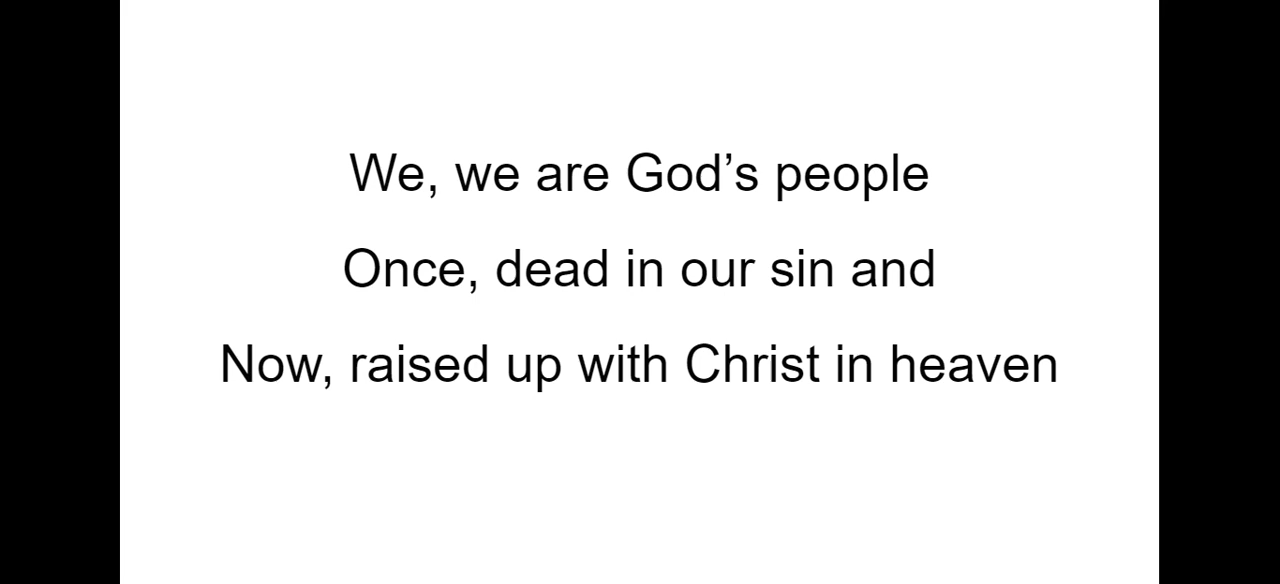 We, we are God’s people
Once, dead in our sin and
Now, raised up with Christ in heaven